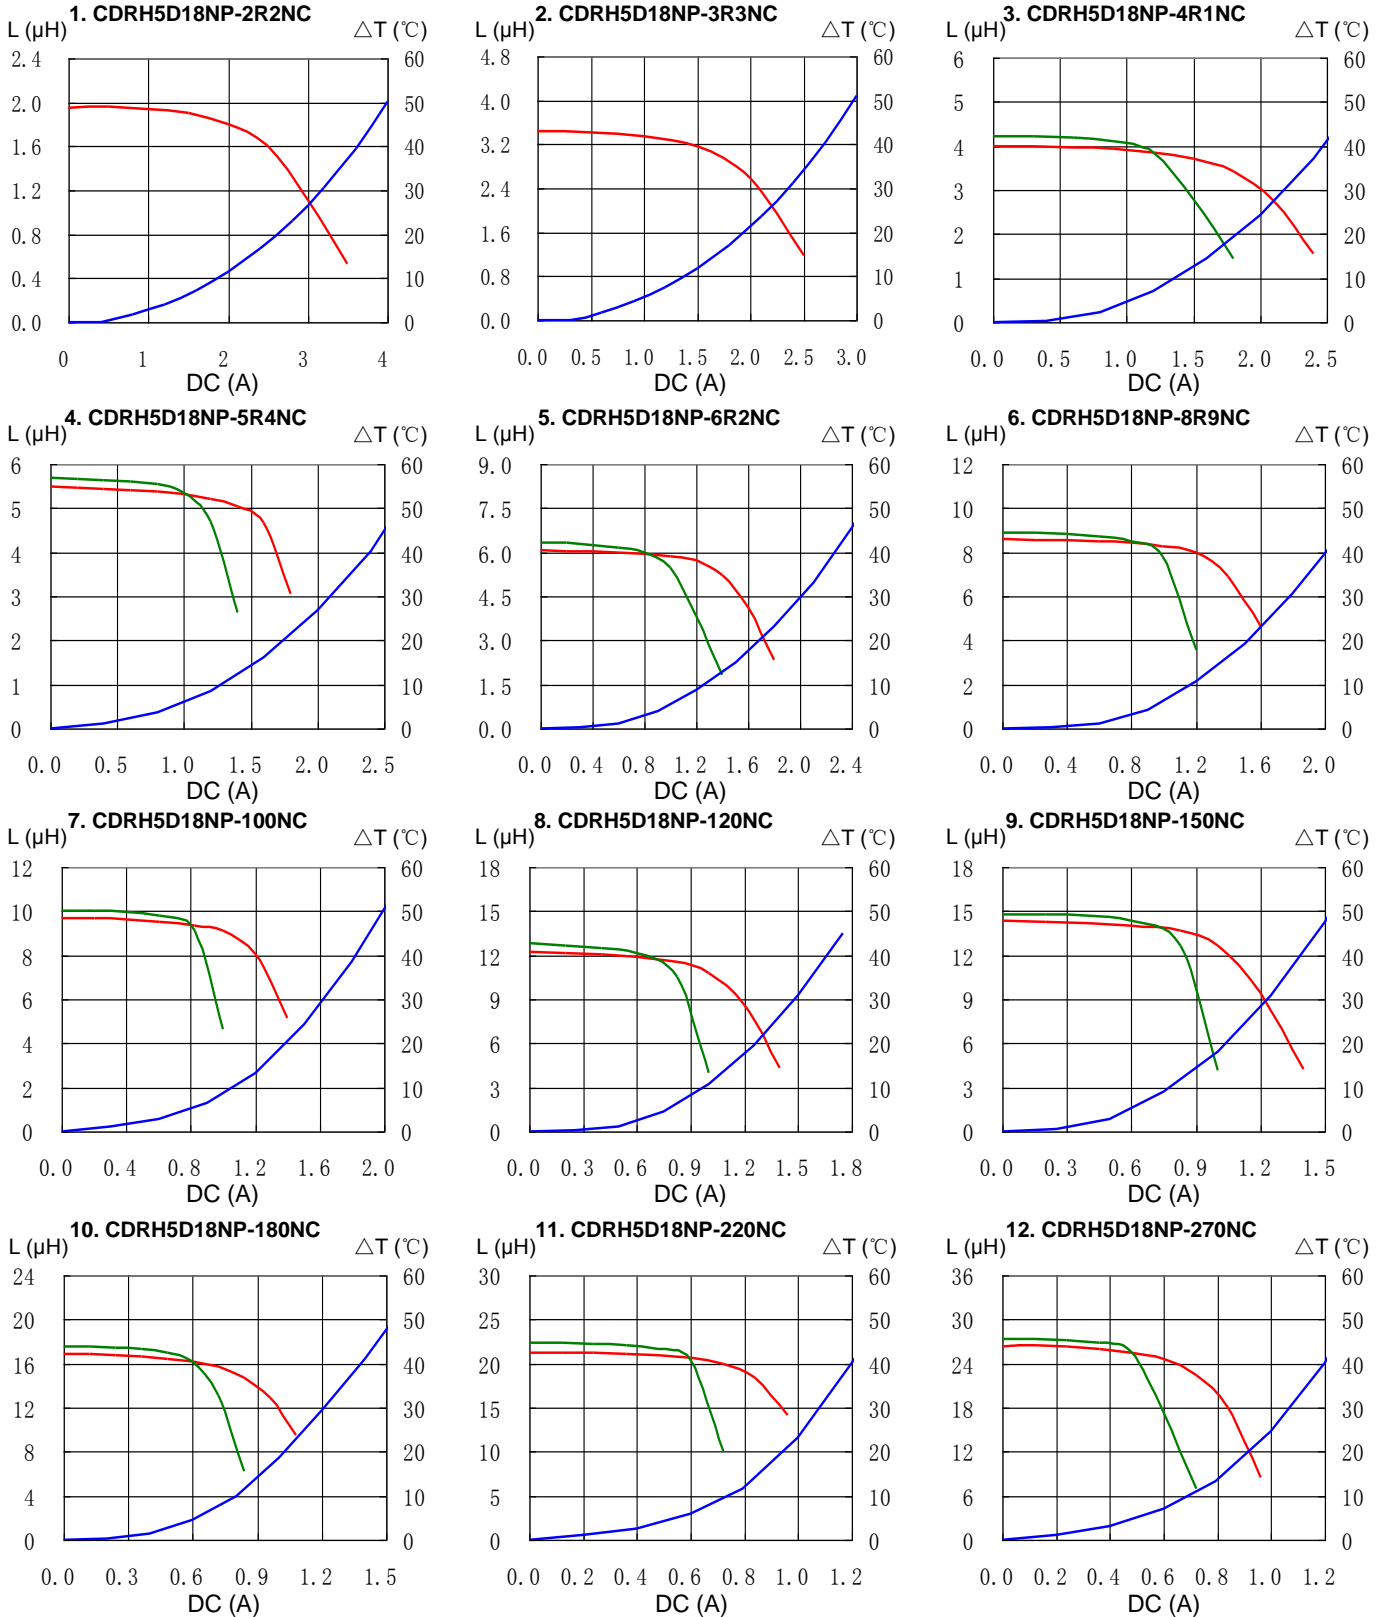 1. CDRH5D18NP-2R2NC
L (μH) △T (℃)
2.4 60
2.0 50
1.6 40
1.2 30
0.8 20
0.4 10
0.0 0
0 1 2 3 4
DC (A)
2. CDRH5D18NP-3R3NC
L (μH) △T (℃)
4.8 60
4.0 50
3.2 40
2.4 30
1.6 20
0.8 10
0.0 0
0.0 0.5 1.0 1.5 2.0 2.5 3.0
DC (A)
3. CDRH5D18NP-4R1NC
L (μH) △T (℃)
6 60
5 50
4 40
3 30
2 20
1 10
0 0
0.0 0.5 1.0 1.5 2.0 2.5
DC (A)
4. CDRH5D18NP-5R4NC
L (μH) △T (℃)
6 60
5 50
4 40
3 30
2 20
1 10
0 0
0.0 0.5 1.0 1.5 2.0 2.5
DC (A)
5. CDRH5D18NP-6R2NC
L (μH) △T (℃)
9.0 60
7.5 50
6.0 40
4.5 30
3.0 20
1.5 10
0.0 0
0.0 0.4 0.8 1.2 1.6 2.0 2.4
DC (A)
6. CDRH5D18NP-8R9NC
L (μH) △T (℃)
12 60
10 50
8 40
6 30
4 20
2 10
0 0
0.0 0.4 0.8 1.2 1.6 2.0
DC (A)
7. CDRH5D18NP-100NC
L (μH) △T (℃)
12 60
10 50
8 40
6 30
4 20
2 10
0 0
0.0 0.4 0.8 1.2 1.6 2.0
DC (A)
8. CDRH5D18NP-120NC
L (μH) △T (℃)
18 60
15 50
12 40
9 30
6 20
3 10
0 0
0.0 0.3 0.6 0.9 1.2 1.5 1.8
DC (A)
9. CDRH5D18NP-150NC
L (μH) △T (℃)
18 60
15 50
12 40
9 30
6 20
3 10
0 0
0.0 0.3 0.6 0.9 1.2 1.5
DC (A)
10. CDRH5D18NP-180NC
L (μH) △T (℃)
24 60
20 50
16 40
12 30
8 20
4 10
0 0
0.0 0.3 0.6 0.9 1.2 1.5
DC (A)
11. CDRH5D18NP-220NC
L (μH) △T (℃)
30 60
25 50
20 40
15 30
10 20
5 10
0 0
0.0 0.2 0.4 0.6 0.8 1.0 1.2
DC (A)
12. CDRH5D18NP-270NC
L (μH) △T (℃)
36 60
30 50
24 40
18 30
12 20
6 10
0 0
0.0 0.2 0.4 0.6 0.8 1.0 1.2
DC (A)